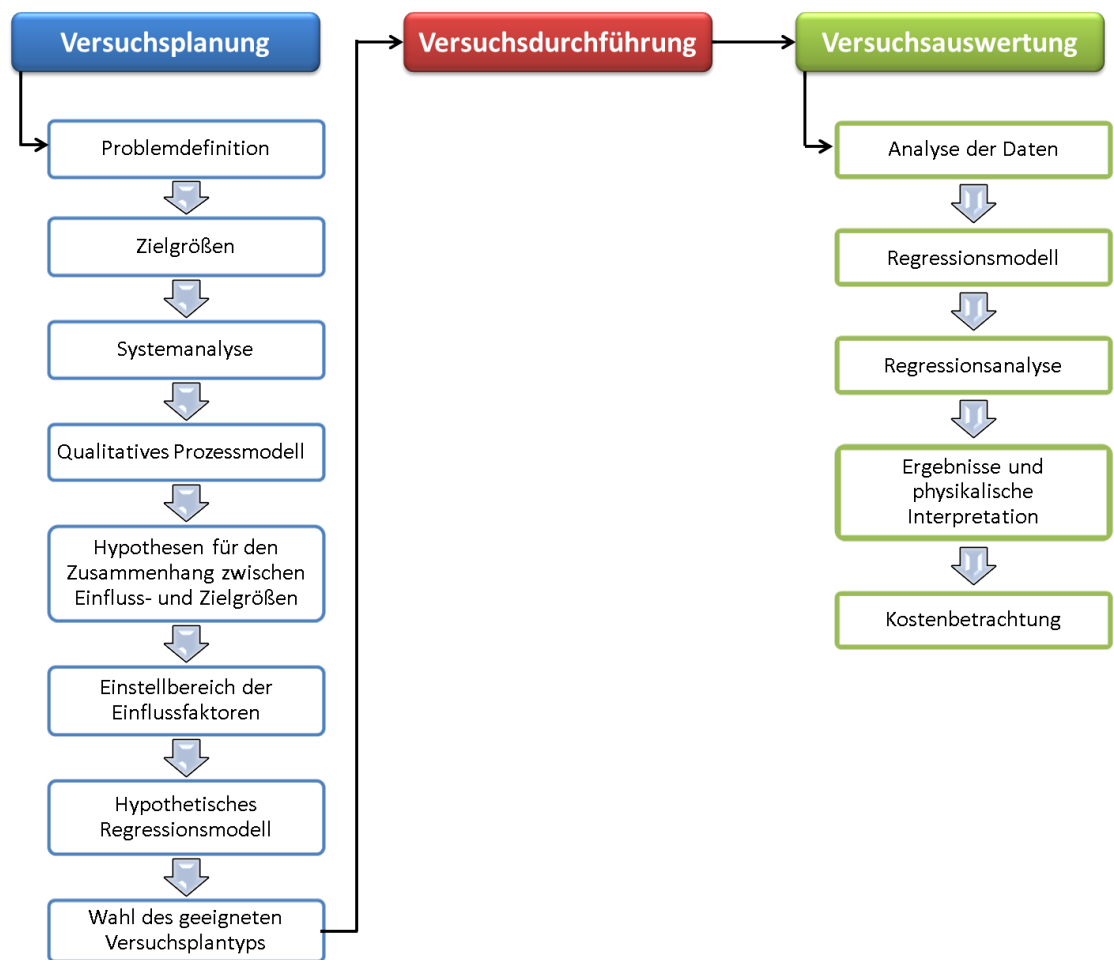 Versuchsplanung
Problemdefinition
Zielgrößen
Systemanalyse
Qualitatives Prozessmodell
Hypothesen für den
Zusammenhang zwischen
Einfluss- und Zielgrößen
Einstellbereich der
Einflussfaktoren
Hypothetisches
Regressionsmodell
Wahl des geeigneten
Versuchsplantyps
Versuchsdurchführung
Versuchsauswertung
Analyse der Daten
Regressionsmodell
Regressionsanalyse
Ergebnisse und
physikalische
Interpretation
Kostenbetrachtung